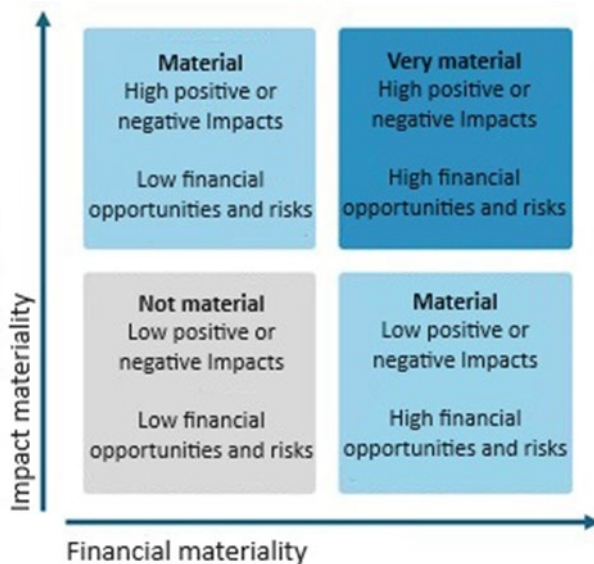 Impact materiality
Material
High positive or
negative Impacts
Low financial
opportunities and risks
Very material
High positive or
negative Impacts
High financial
opportunities and risks
Not material
Low positive or
negative Impacts
Low financial
opportunities and risks
Material
Low positive or
negative Impacts
High financial
opportunities and risks
Financial materiality